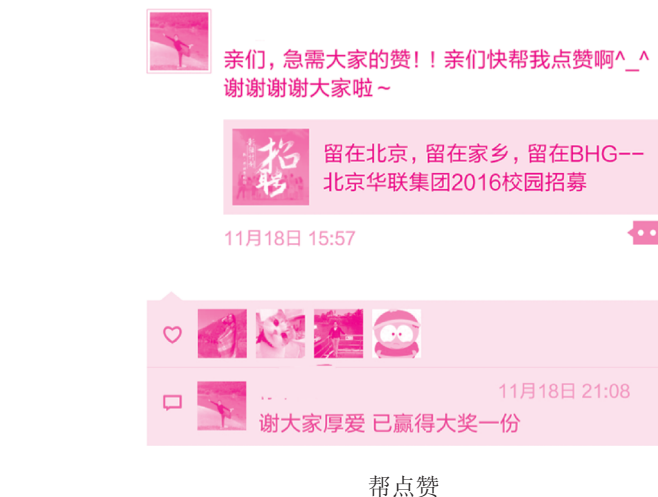 亲们，急需大家的赞！！亲们快帮我点赞啊^_^
谢谢谢谢大家啦～
招聘
留在北京，留在家乡，留在BHG--
北京华联集团2016校园招募
11月18日 15:57
11月18日 21:08
谢大家厚爱 已赢得大奖一份
帮点赞